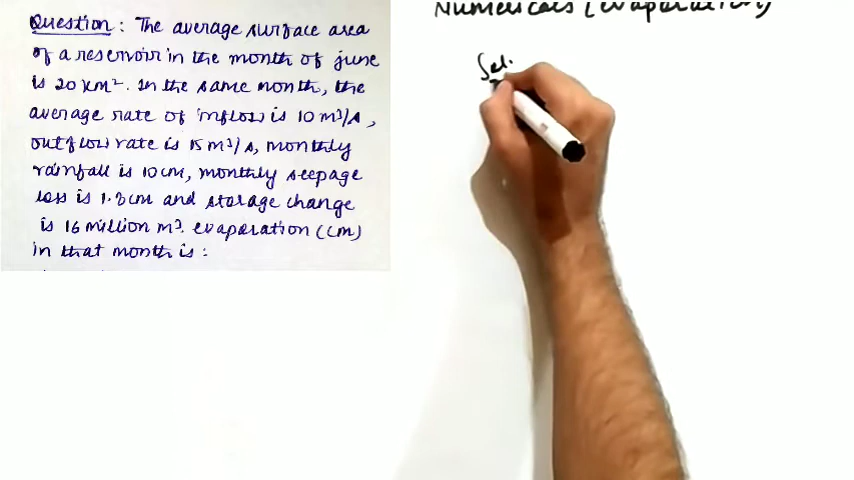 Numericals (evaporation)
Question : The average surface area
of a reservoir in the month of june
is 20 km². In the same month, the
average rate of inflow is 10 m³/s,
outflow rate is 15 m³/s, monthly
rainfall is 10 cm, monthly seepage
loss is 1.8 cm and storage change
is 16 million m³. evaporation (cm)
in that month is :
Sol.